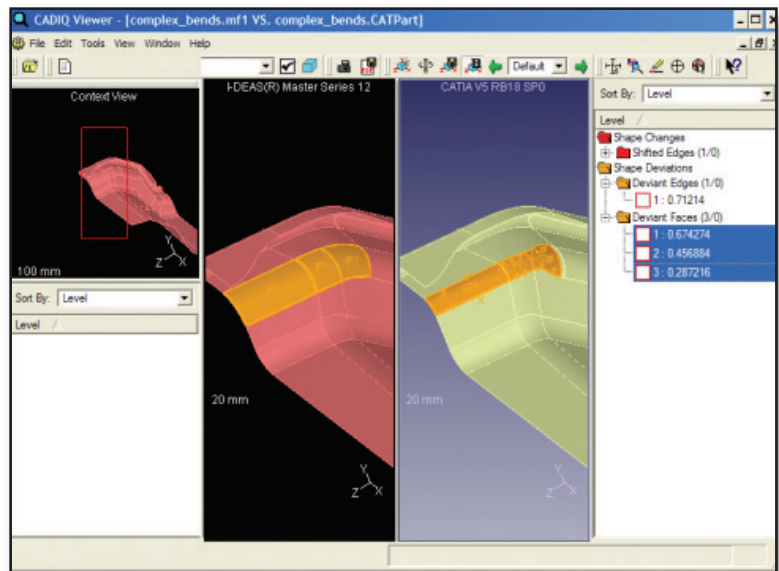 CADIQ Viewer - [complex_bends.mf1 VS. complex_bends.CATPart]
File Edit Tools View Window Help
Default
Context View
100 mm
Z Y X
Sort By: Level
Level
I-DEAS(R) Master Series 12
20 mm
Y
Z X
CATIA V5 RB18 SP0
20 mm
Y
Z X
Sort By: Level
Level
Shape Changes
Shifted Edges (1/0)
Shape Deviations
Deviant Edges (1/0)
1 : 0.71214
Deviant Faces (3/0)
1 : 0.674274
2 : 0.456884
3 : 0.287216